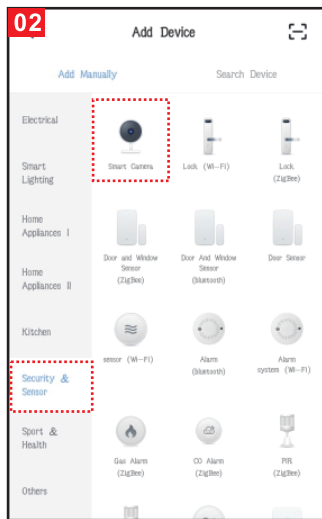 02
Add Device
Add Manually
Search Device
Electrical
Smart
Lighting
Home
Appliances I
Home
Appliances II
Kitchen
Security &
Sensor
Sport &
Health
Others
Smart Camera
Lock (Wi-Fi)
Lock
(ZigBee)
Door and Window
Sensor
(ZigBee)
Door And Window
Sensor
(bluetooth)
Door Sensor
sensor (Wi-Fi)
Alarm
(bluetooth)
Alarm
system (Wi-Fi)
Gas Alarm
(ZigBee)
CO Alarm
(ZigBee)
PIR
(ZigBee)